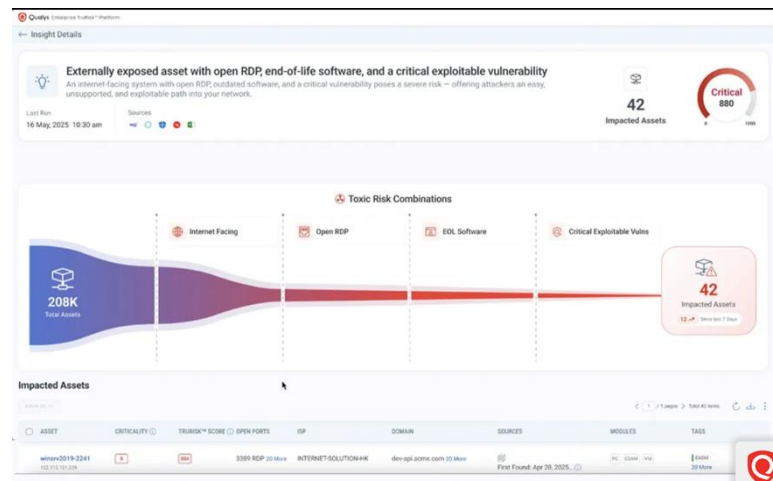 Qualys Enterprise TruRisk™ Platform
← Insight Details
Externally exposed asset with open RDP, end-of-life software, and a critical exploitable vulnerability
An internet-facing system with open RDP, outdated software, and a critical vulnerability poses a severe risk — offering attackers an easy,
unsupported, and exploitable path into your network.
Last Run
16 May, 2025 10:30 am
Sources
42
Impacted Assets
Critical
880
0
1000
Toxic Risk Combinations
Internet Facing
Open RDP
EOL Software
Critical Exploitable Vulns
208K
Total Assets
42
Impacted Assets
12 Since last 7 Days
Impacted Assets
1 / 1 pages Total 42 items
ASSET CRITICALITY TRURISK™ SCORE OPEN PORTS ISP DOMAIN SOURCES MODULES TAGS
winsrv2019-2241 5 3389 RDP 20 More INTERNET-SOLUTION-HK dev-api.acme.com 20 More EASM
First Found: Apr 28, 2025... 20 More